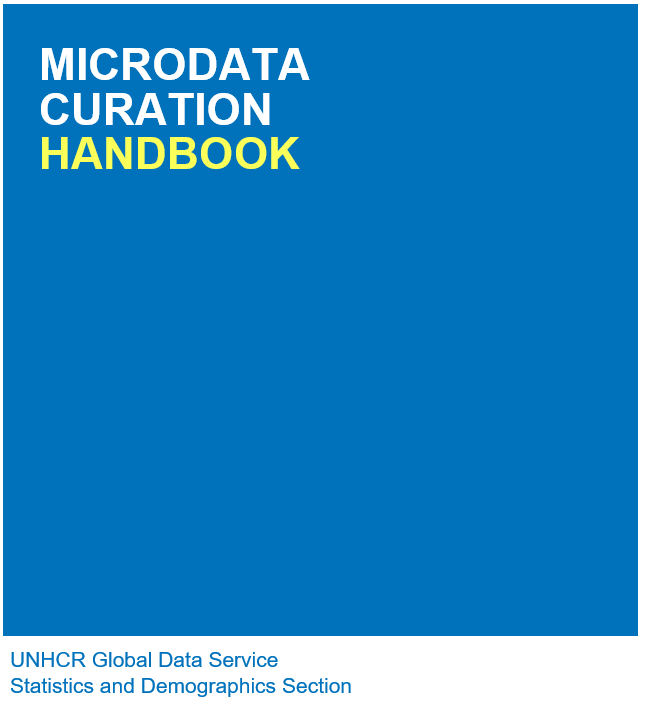 MICRODATA
CURATION
HANDBOOK
UNHCR Global Data Service
Statistics and Demographics Section